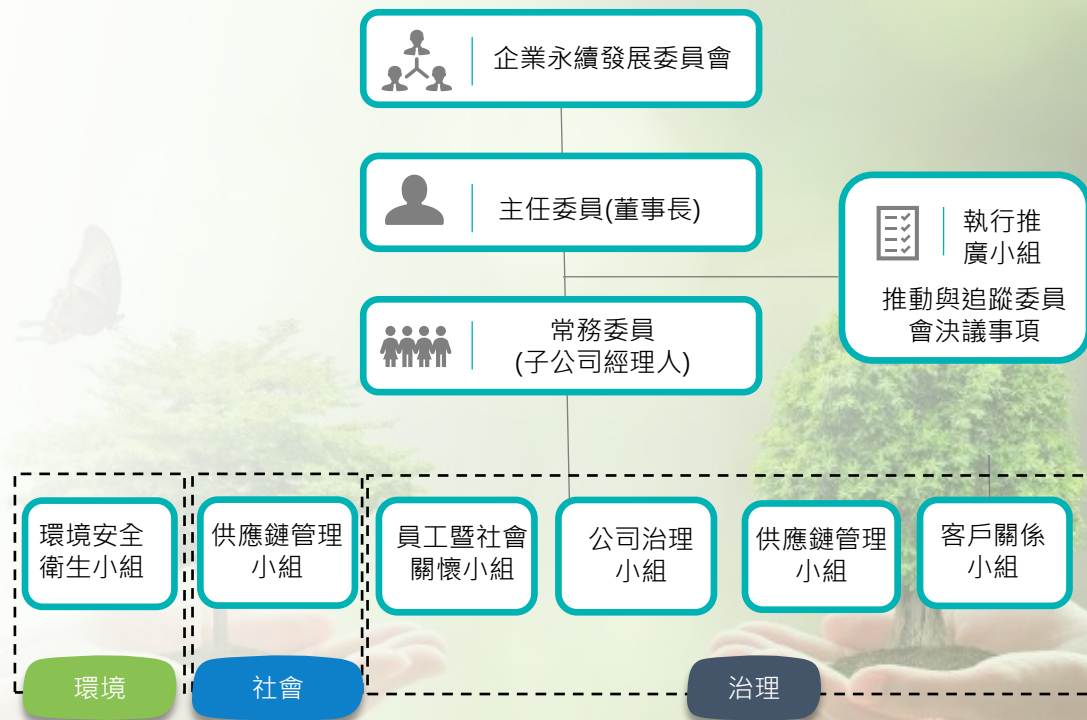 企業永續發展委員會
主任委員(董事長)
執行推
廣小組
推動與追蹤委員
會決議事項
常務委員
(子公司經理人)
環境安全
衛生小組
供應鏈管理
小組
員工暨社會
關懷小組
公司治理
小組
供應鏈管理
小組
客戶關係
小組
環境
社會
治理